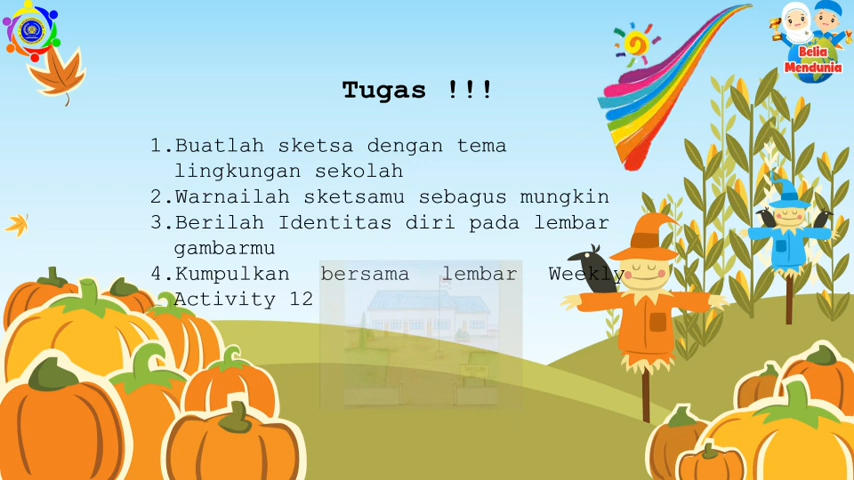 Belia
Mendunia
Tugas !!!
1.Buatlah sketsa dengan tema
lingkungan sekolah
2.Warnailah sketsamu sebagus mungkin
3.Berilah Identitas diri pada lembar
gambarmu
4.Kumpulkan bersama lembar Weekly
Activity 12